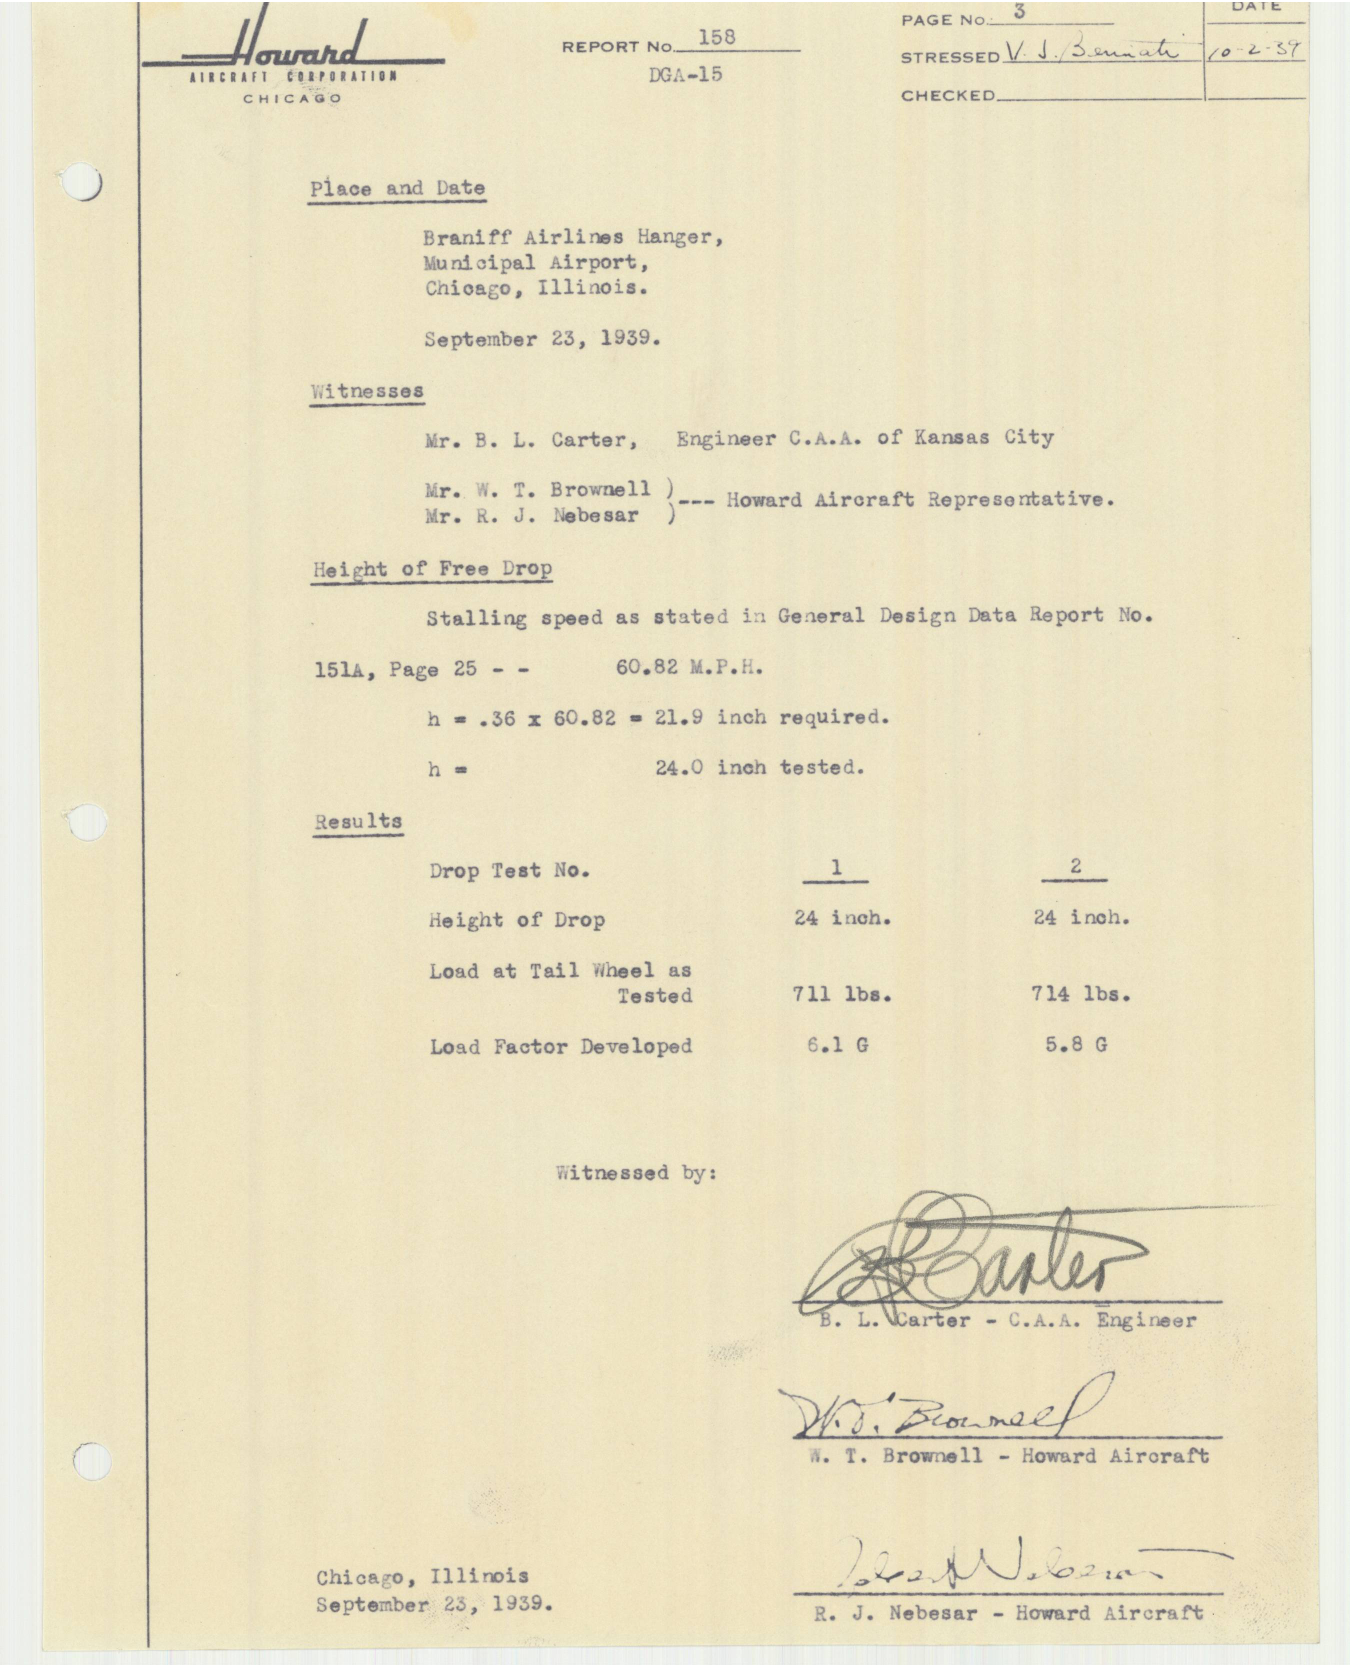 Howard
AIRCRAFT CORPORATION
CHICAGO
REPORT No. 158
DGA-15
PAGE No. 3
DATE
STRESSED V. J. Bennati 10-2-39
CHECKED
Place and Date
Braniff Airlines Hanger,
Municipal Airport,
Chicago, Illinois.
September 23, 1939.
Witnesses
Mr. B. L. Carter, Engineer C.A.A. of Kansas City
Mr. W. T. Brownell )
--- Howard Aircraft Representative.
Mr. R. J. Nebesar )
Height of Free Drop
Stalling speed as stated in General Design Data Report No.
151A, Page 25 - - 60.82 M.P.H.
h = .36 x 60.82 = 21.9 inch required.
h = 24.0 inch tested.
Results
Drop Test No. 1 2
Height of Drop 24 inch. 24 inch.
Load at Tail Wheel as
Tested 711 lbs. 714 lbs.
Load Factor Developed 6.1 G 5.8 G
Witnessed by:
B L Carter
B. L. Carter - C.A.A. Engineer
W. T. Brownell
W. T. Brownell - Howard Aircraft
Robert J Nebesar
R. J. Nebesar - Howard Aircraft
Chicago, Illinois
September 23, 1939.